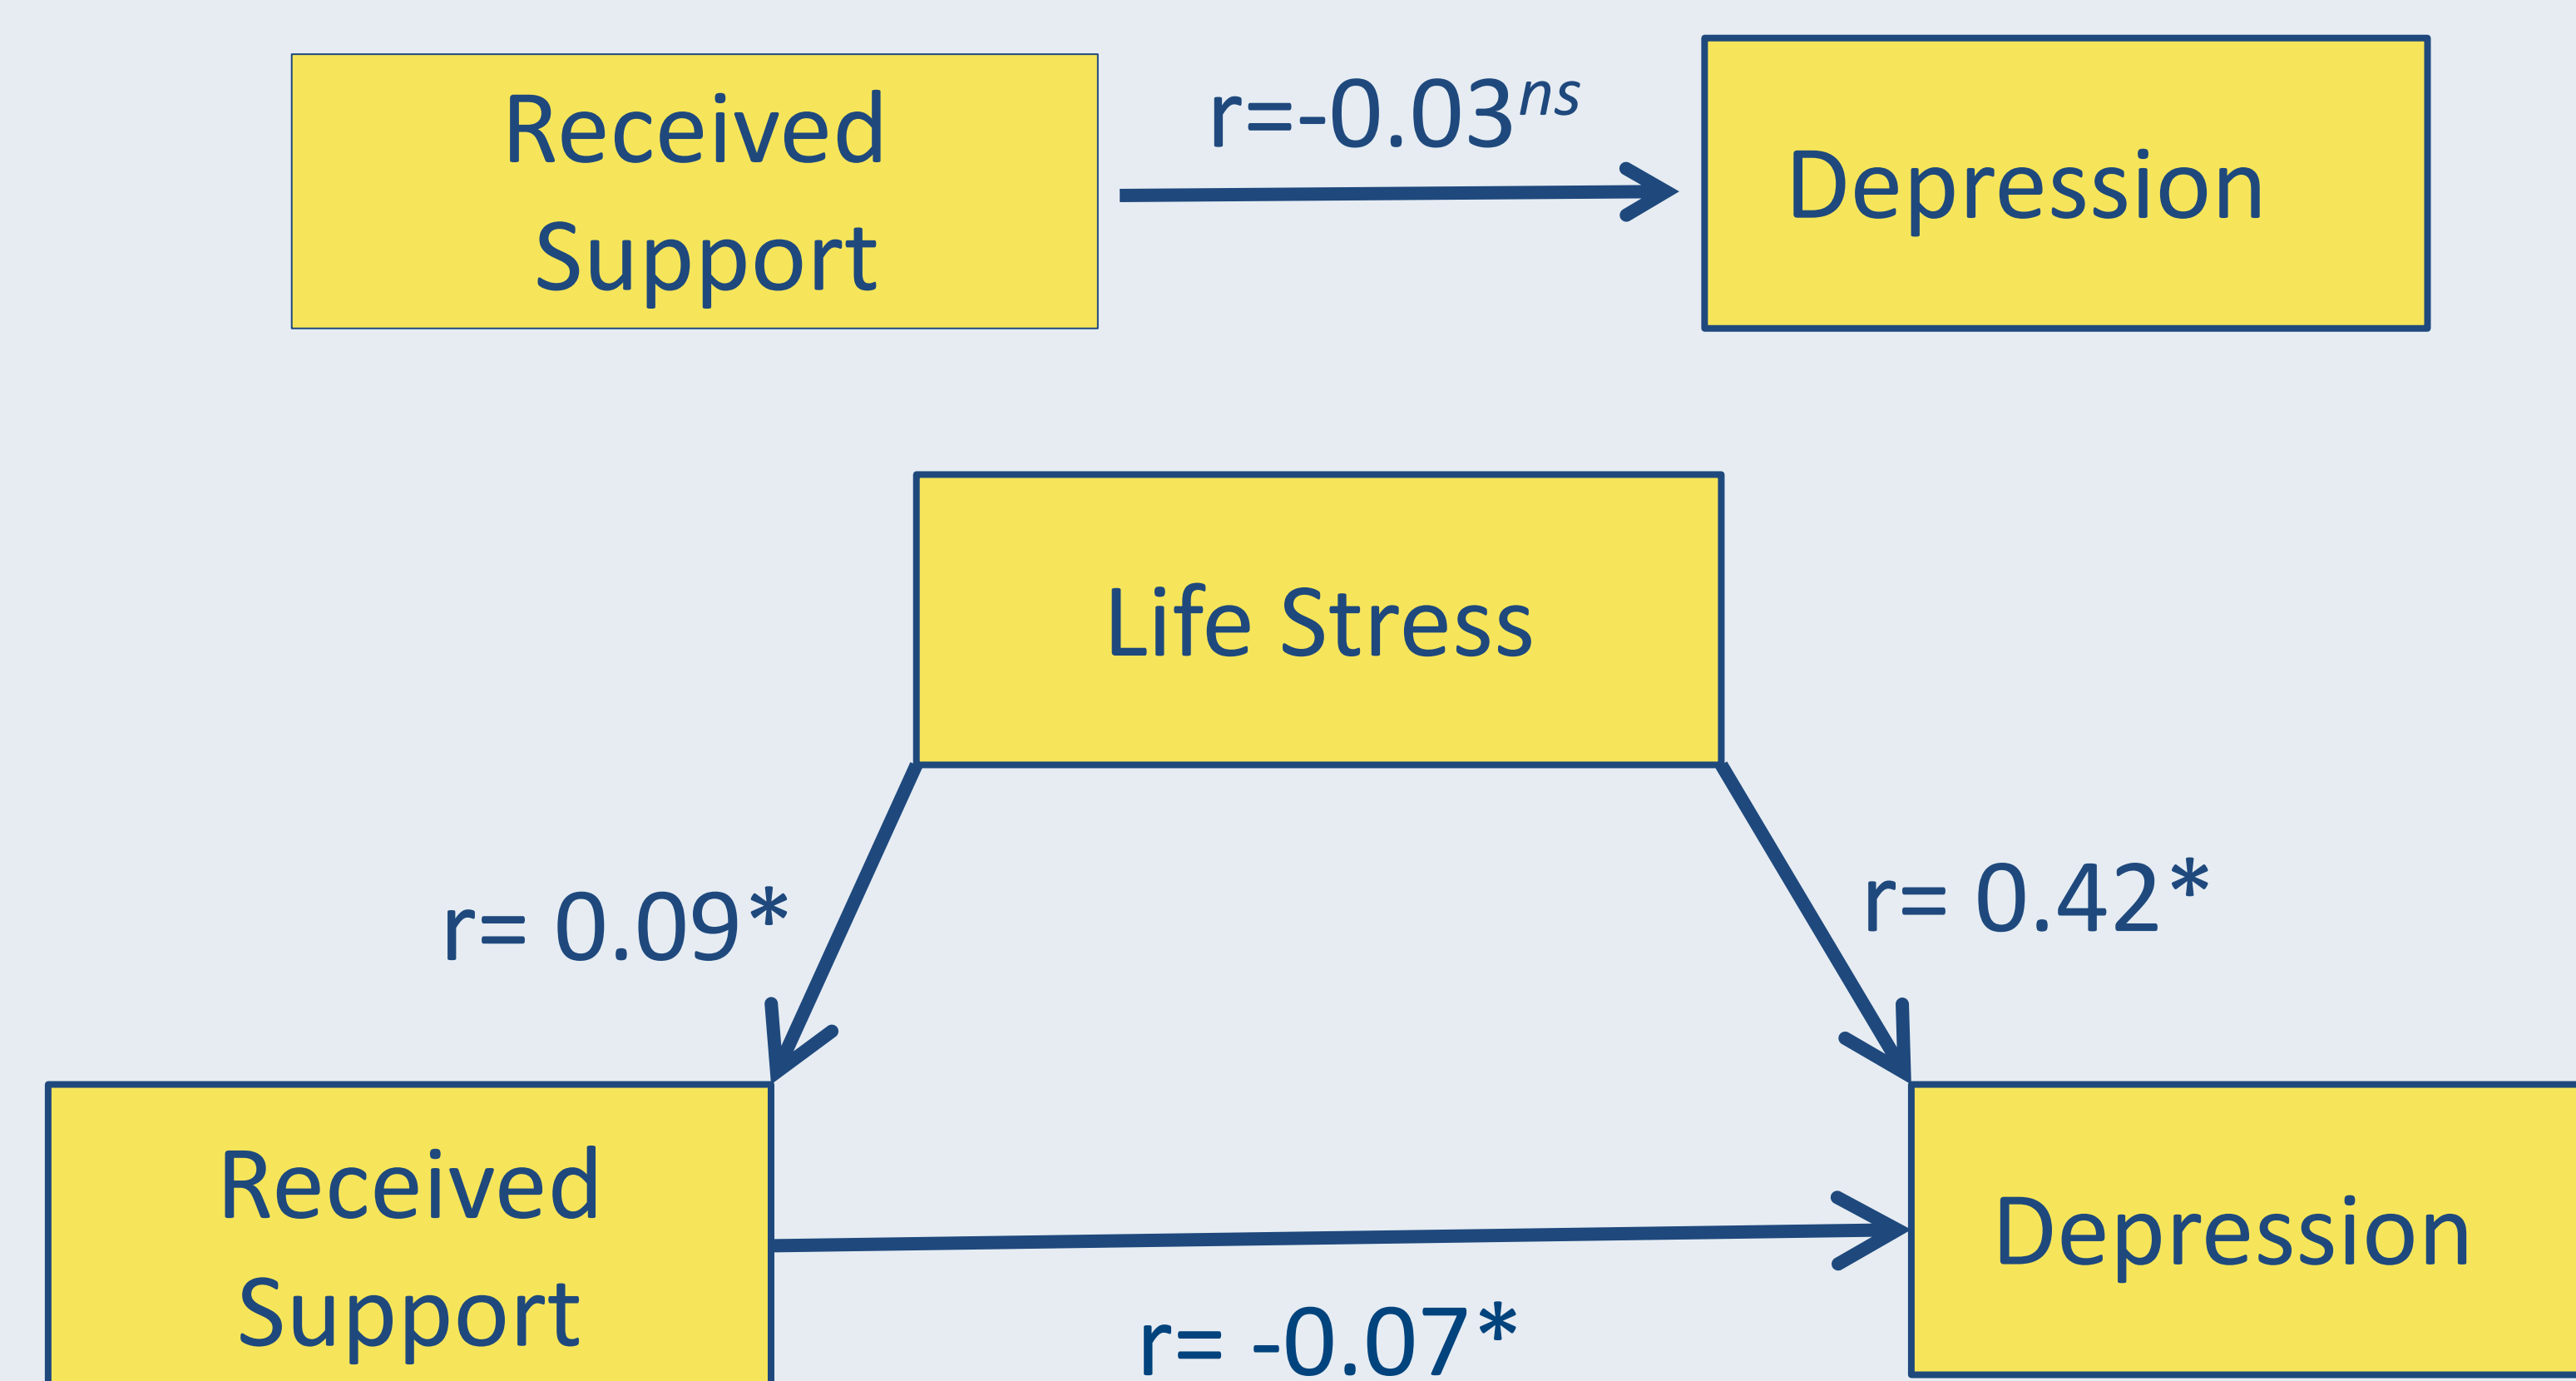 Received
Support
r=-0.03ns
Depression
Life Stress
r= 0.09*
r= 0.42*
Received
Support
Depression
r= -0.07*